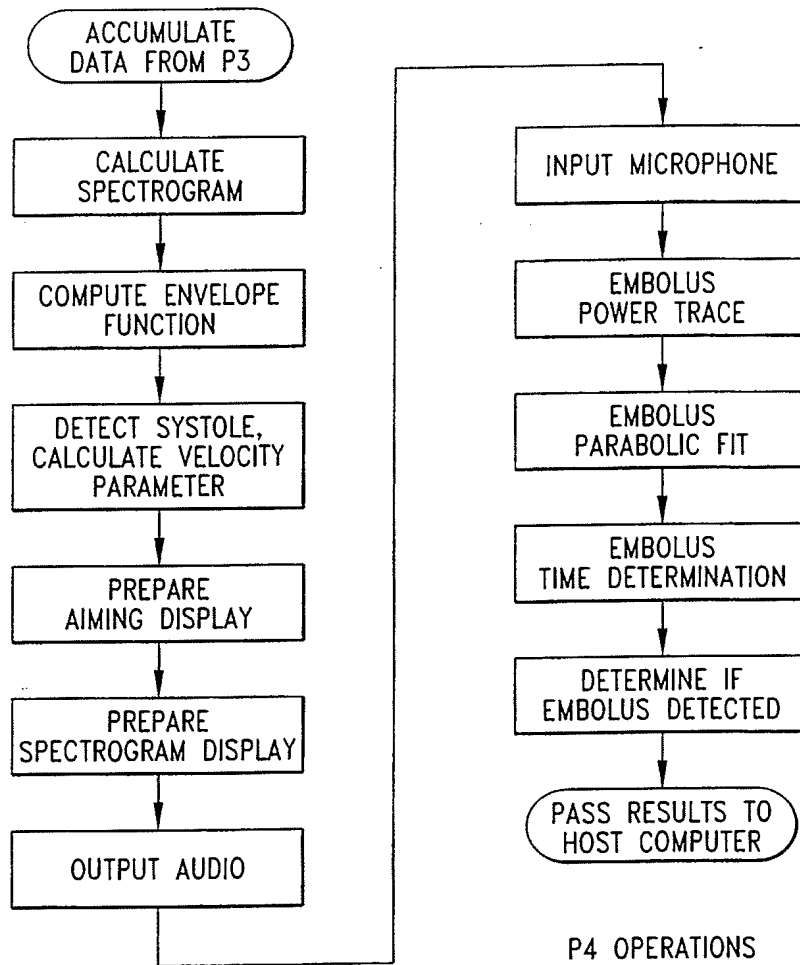 ACCUMULATE
DATA FROM P3
CALCULATE
SPECTROGRAM
COMPUTE ENVELOPE
FUNCTION
DETECT SYSTOLE,
CALCULATE VELOCITY
PARAMETER
PREPARE
AIMING DISPLAY
PREPARE
SPECTROGRAM DISPLAY
OUTPUT AUDIO
INPUT MICROPHONE
EMBOLUS
POWER TRACE
EMBOLUS
PARABOLIC FIT
EMBOLUS
TIME DETERMINATION
DETERMINE IF
EMBOLUS DETECTED
PASS RESULTS TO
HOST COMPUTER
P4 OPERATIONS